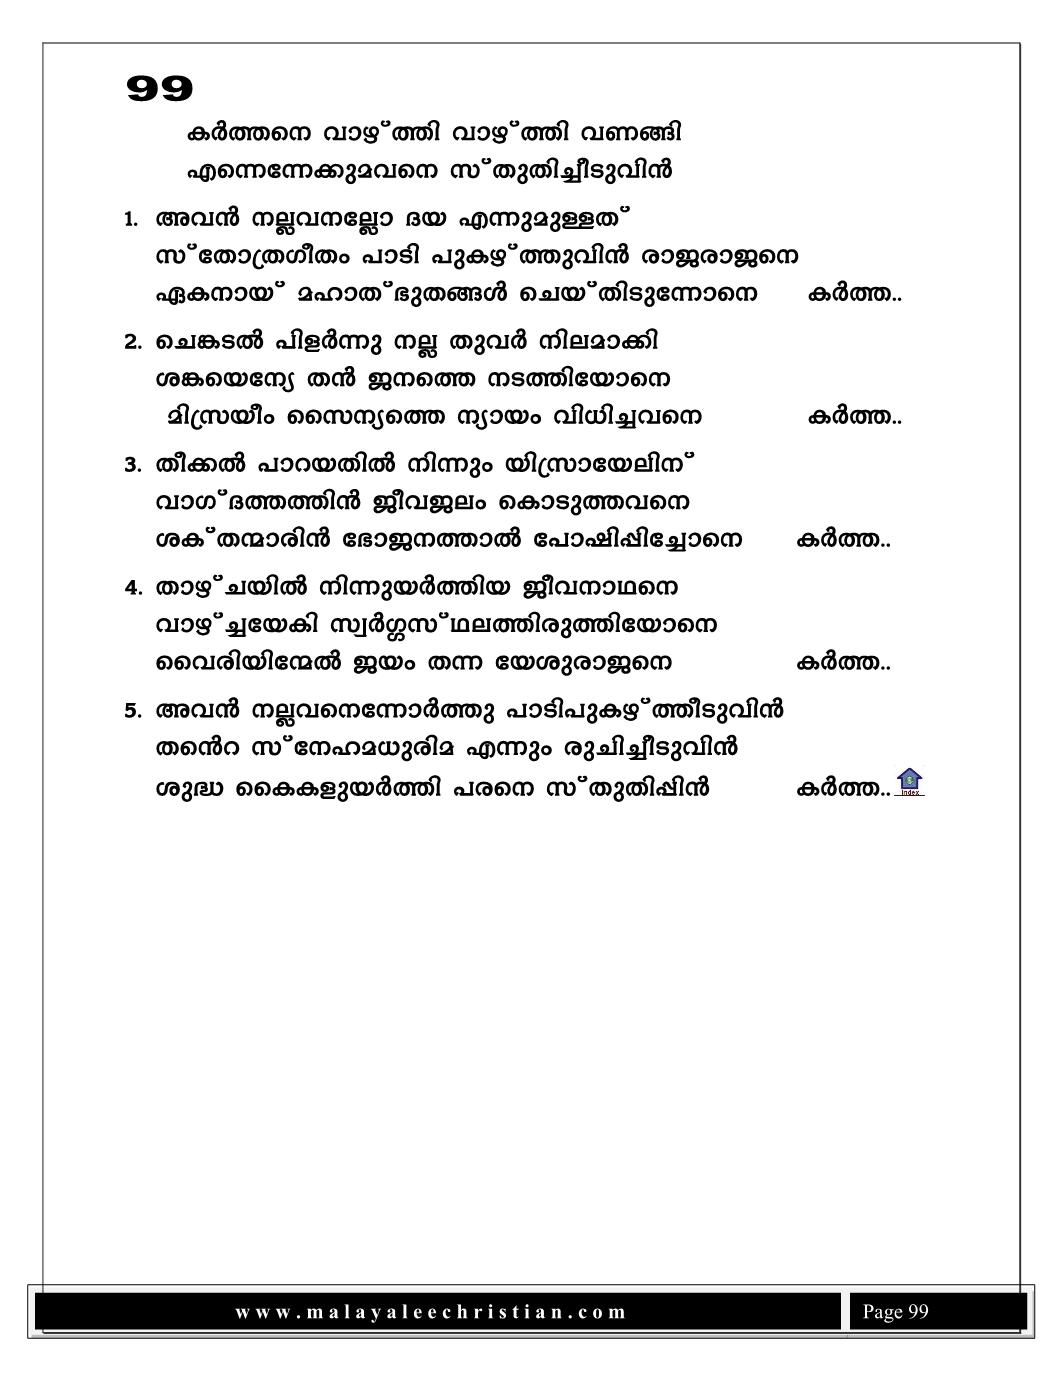 99
കർത്തനെ വാഴ്ത്തി വാഴ്ത്തി വണങ്ങി
എന്നെന്നേക്കുമവനെ സ്തുതിച്ചീടുവിൻ
1. അവൻ നല്ലവനല്ലോ ദയ എന്നുമുള്ളത്
സ്തോത്രഗീതം പാടി പുകഴ്ത്തുവിൻ രാജരാജനെ
ഏകനായ് മഹാത്ഭുതങ്ങൾ ചെയ്തിടുന്നോനെ കർത്ത..
2. ചെങ്കടൽ പിളർന്നു നല്ല തുവർ നിലമാക്കി
ശങ്കയെന്യേ തൻ ജനത്തെ നടത്തിയോനെ
മിസ്രയീം സൈന്യത്തെ ന്യായം വിധിച്ചവനെ കർത്ത..
3. തീക്കൽ പാറയതിൽ നിന്നും യിസ്രായേലിന്
വാഗ്ദത്തത്തിൻ ജീവജലം കൊടുത്തവനെ
ശക്തന്മാരിൻ ഭോജനത്താൽ പോഷിപ്പിച്ചോനെ കർത്ത..
4. താഴ്ചയിൽ നിന്നുയർത്തിയ ജീവനാഥനെ
വാഴ്ച്ചയേകി സ്വർഗ്ഗസ്ഥലത്തിരുത്തിയോനെ
വൈരിയിന്മേൽ ജയം തന്ന യേശുരാജനെ കർത്ത..
5. അവൻ നല്ലവനെന്നോർത്തു പാടിപുകഴ്ത്തീടുവിൻ
തൻെറ സ്നേഹമധുരിമ എന്നും രുചിച്ചീടുവിൻ
ശുദ്ധ കൈകളുയർത്തി പരനെ സ്തുതിപ്പിൻ കർത്ത..
Index
www.malayaleechristian.com
Page 99